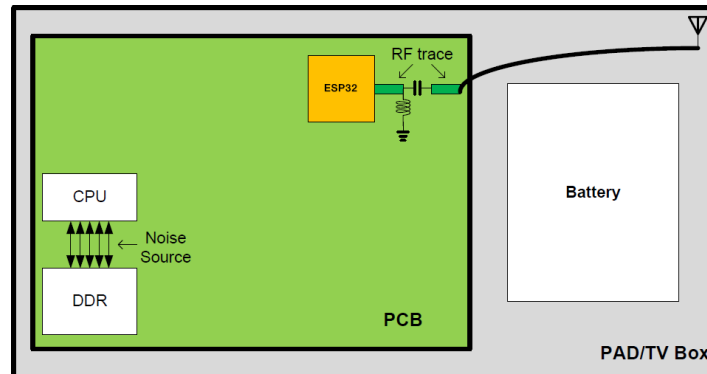 RF trace
ESP32
CPU
Noise
Source
DDR
Battery
PCB
PAD/TV Box